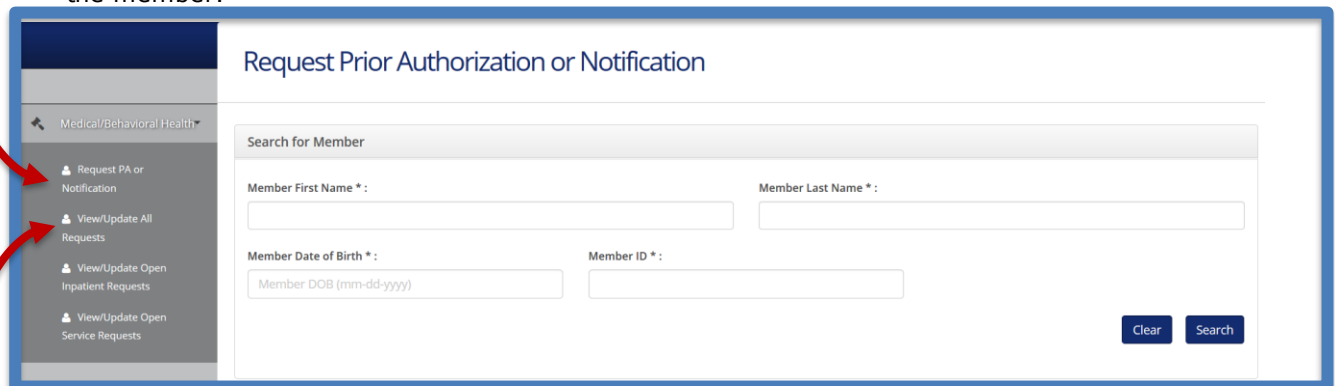 the member.
Request Prior Authorization or Notification
Medical/Behavioral Health
Request PA or
Notification
View/Update All
Requests
View/Update Open
Inpatient Requests
View/Update Open
Service Requests
Search for Member
Member First Name * :
Member Last Name * :
Member Date of Birth * :
Member ID * :
Member DOB (mm-dd-yyyy)
Clear
Search